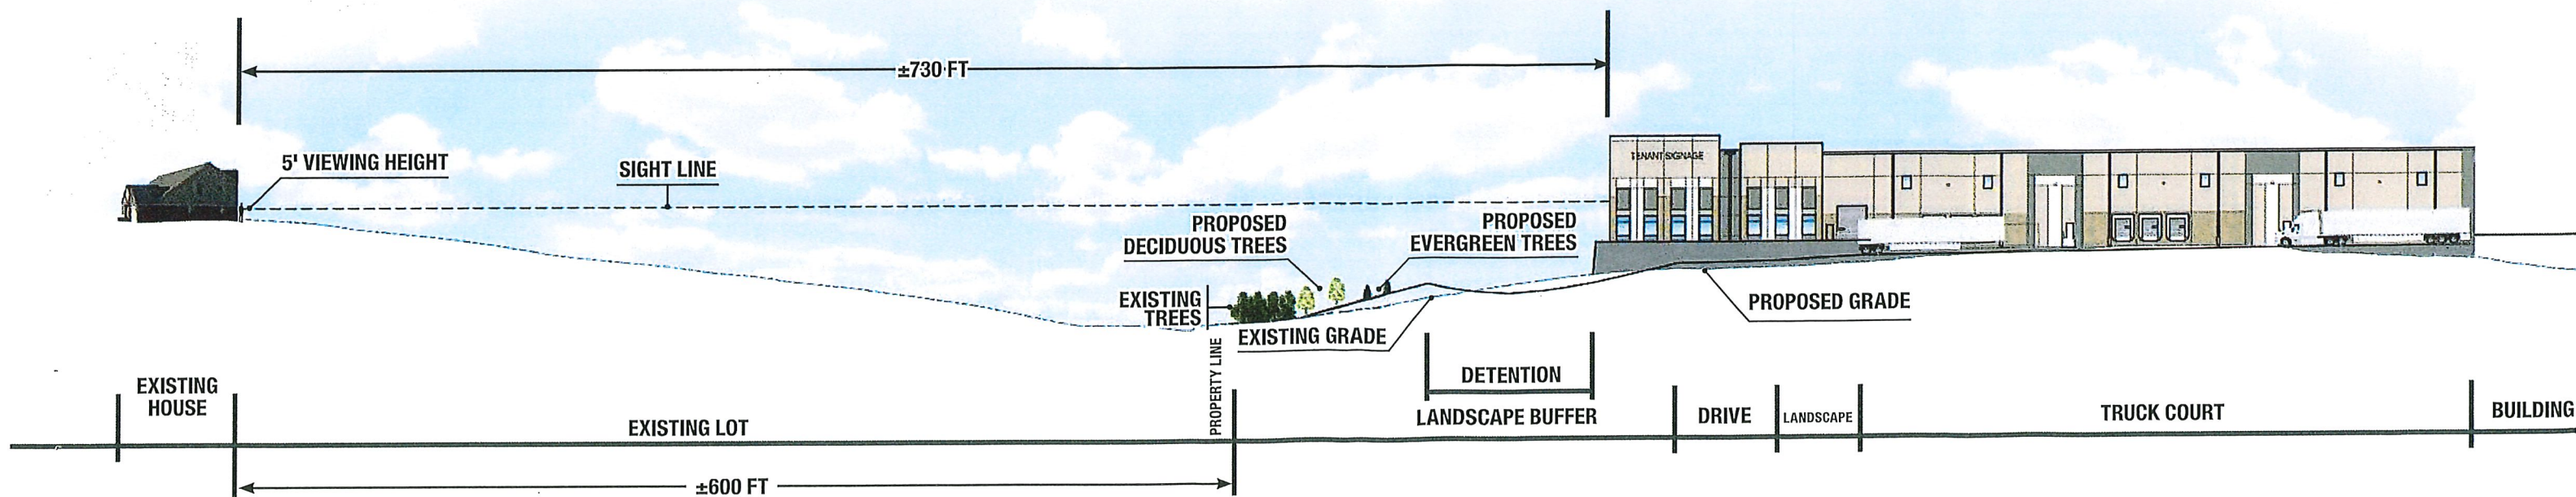 ±730 FT
5' VIEWING HEIGHT
SIGHT LINE
TENANT SIGNAGE
PROPOSED
DECIDUOUS TREES
PROPOSED
EVERGREEN TREES
EXISTING
TREES
EXISTING GRADE
PROPOSED GRADE
PROPERTY LINE
EXISTING
HOUSE
EXISTING LOT
DETENTION
LANDSCAPE BUFFER
DRIVE
LANDSCAPE
TRUCK COURT
BUILDING
±600 FT